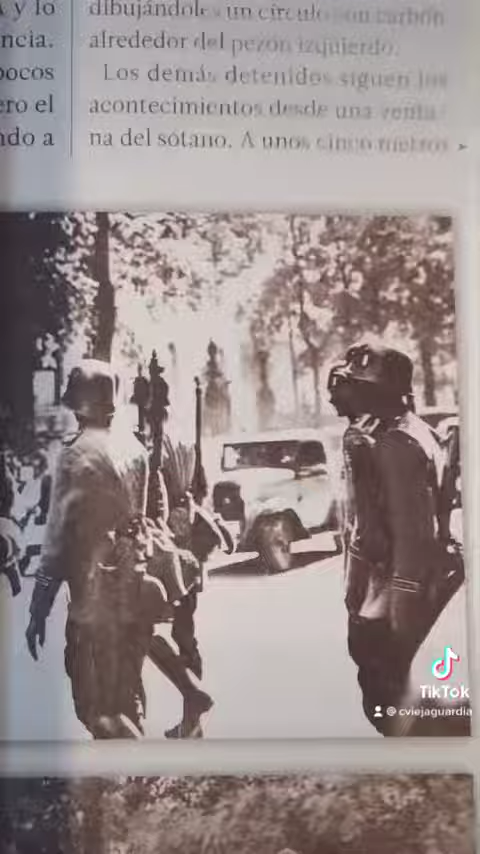 y lo
ncia.
pocos
ero el
ndo a
dibujándoles un círculo con carbón
alrededor del pezón izquierdo.
Los demás detenidos siguen los
acontecimientos desde una venta-
na del sótano. A unos cinco metros
TikTok
@cviejaguardia